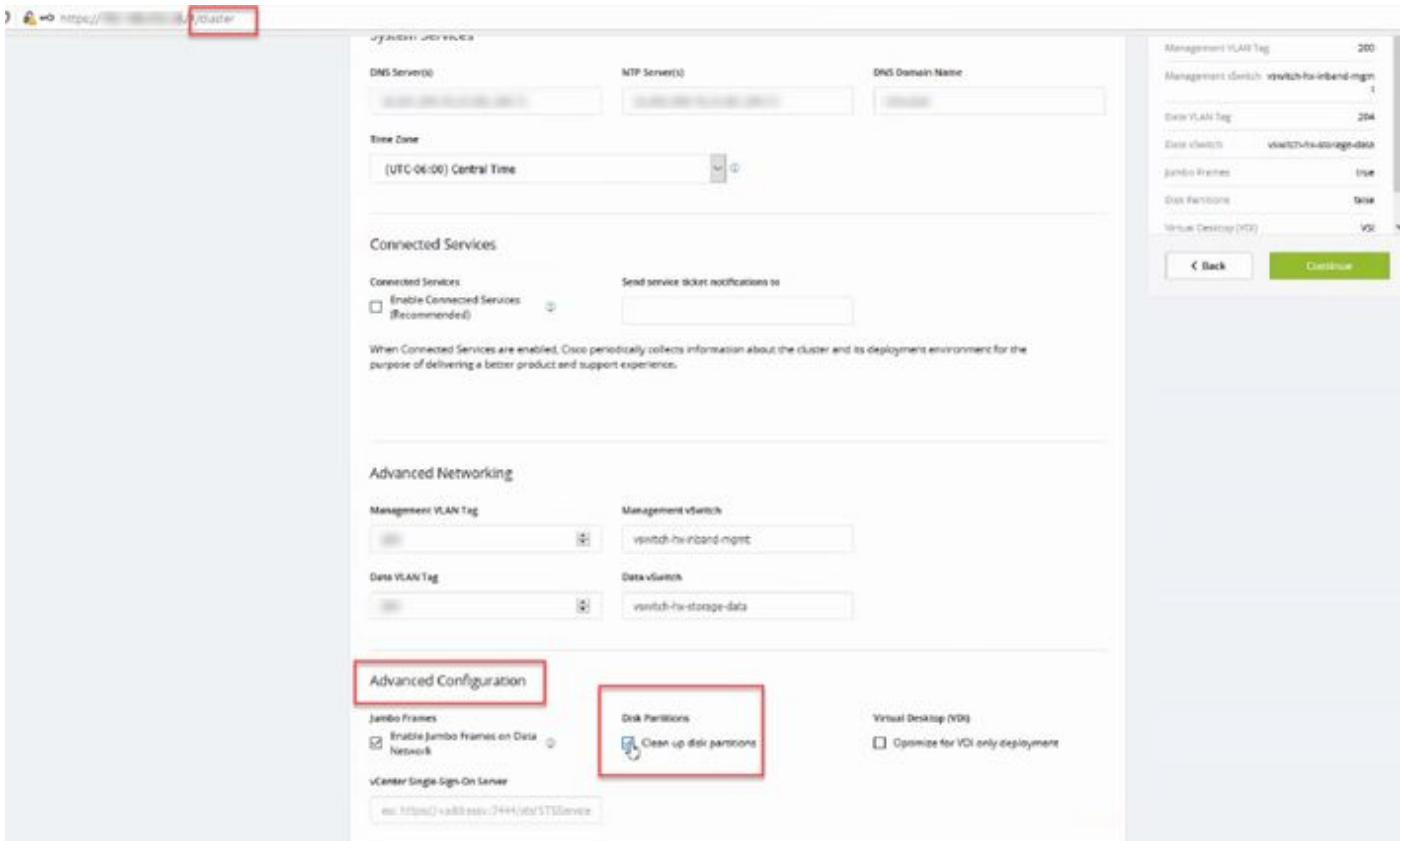 https://
/cluster
System Services
DNS Server(s)
NTP Server(s)
DNS Domain Name
Time Zone
(UTC-06:00) Central Time
Connected Services
Connected Services
Enable Connected Services
(Recommended)
Send service ticket notifications to
When Connected Services are enabled, Cisco periodically collects information about the cluster and its deployment environment for the
purpose of delivering a better product and support experience.
Advanced Networking
Management VLAN Tag
Management vSwitch
vswitch-hx-inband-mgmt
Data VLAN Tag
Data vSwitch
vswitch-hx-storage-data
Advanced Configuration
Jumbo Frames
Enable Jumbo Frames on Data
Network
Disk Partitions
Clean up disk partitions
Virtual Desktop (VDI)
Optimize for VDI only deployment
vCenter Single-Sign-On Server
Management VLAN Tag 200
Management vSwitch vswitch-hx-inband-mgm
t
Data VLAN Tag 204
Data vSwitch vswitch-hx-storage-data
Jumbo Frames true
Disk Partitions false
Virtual Desktop (VDI) VSI
< Back
Continue